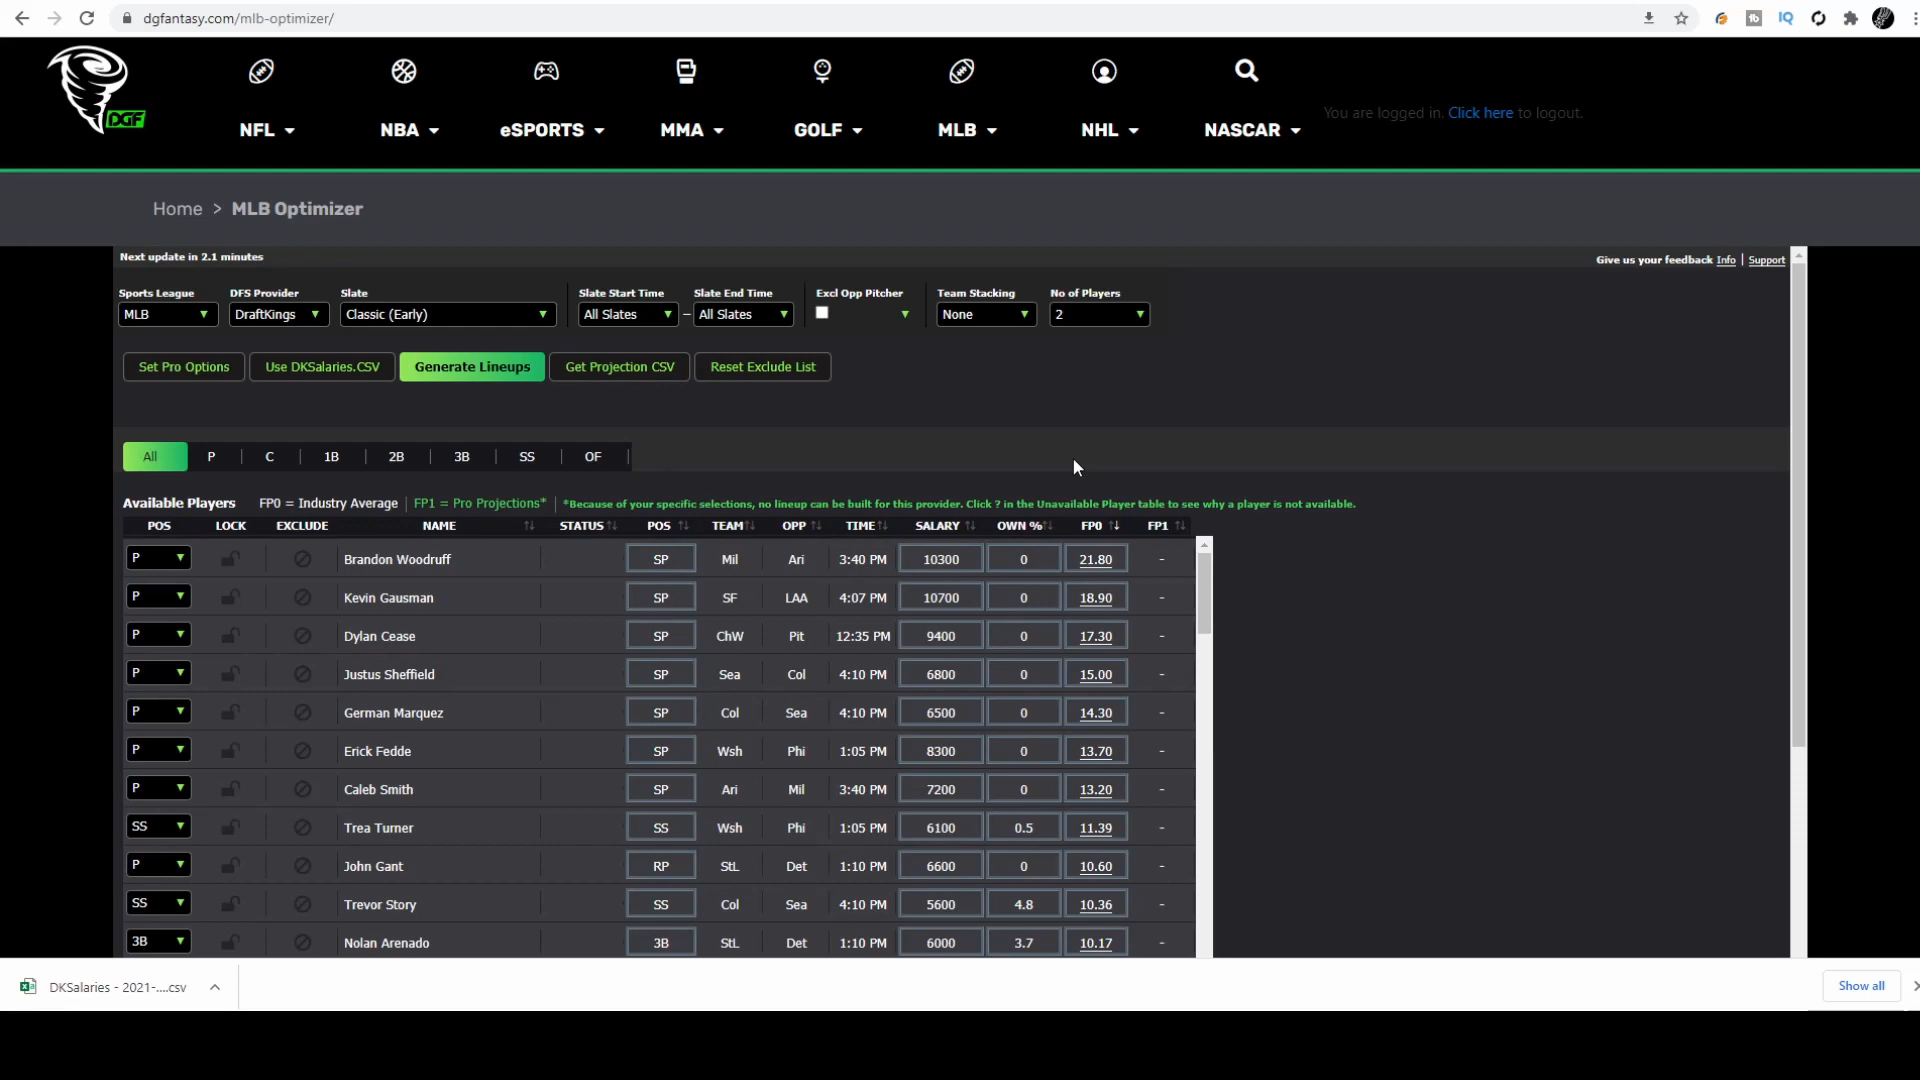 dgfantasy.com/mlb-optimizer/
DGF
NFL NBA eSPORTS MMA GOLF MLB NHL NASCAR
You are logged in. Click here to logout.
Home > MLB Optimizer
Next update in 2.1 minutes
Give us your feedback Info | Support
Sports League DFS Provider Slate Slate Start Time Slate End Time Excl Opp Pitcher Team Stacking No of Players
MLB DraftKings Classic (Early) All Slates – All Slates None 2
Set Pro Options Use DKSalaries.CSV Generate Lineups Get Projection CSV Reset Exclude List
All P C 1B 2B 3B SS OF
Available Players FP0 = Industry Average FP1 = Pro Projections* *Because of your specific selections, no lineup can be built for this provider. Click ? in the Unavailable Player table to see why a player is not available.
POS LOCK EXCLUDE NAME STATUS POS TEAM OPP TIME SALARY OWN % FP0 FP1
P Brandon Woodruff SP Mil Ari 3:40 PM 10300 0 21.80 -
P Kevin Gausman SP SF LAA 4:07 PM 10700 0 18.90 -
P Dylan Cease SP ChW Pit 12:35 PM 9400 0 17.30 -
P Justus Sheffield SP Sea Col 4:10 PM 6800 0 15.00 -
P German Marquez SP Col Sea 4:10 PM 6500 0 14.30 -
P Erick Fedde SP Wsh Phi 1:05 PM 8300 0 13.70 -
P Caleb Smith SP Ari Mil 3:40 PM 7200 0 13.20 -
SS Trea Turner SS Wsh Phi 1:05 PM 6100 0.5 11.39 -
P John Gant RP StL Det 1:10 PM 6600 0 10.60 -
SS Trevor Story SS Col Sea 4:10 PM 5600 4.8 10.36 -
3B Nolan Arenado 3B StL Det 1:10 PM 6000 3.7 10.17 -
DKSalaries - 2021-....csv
Show all